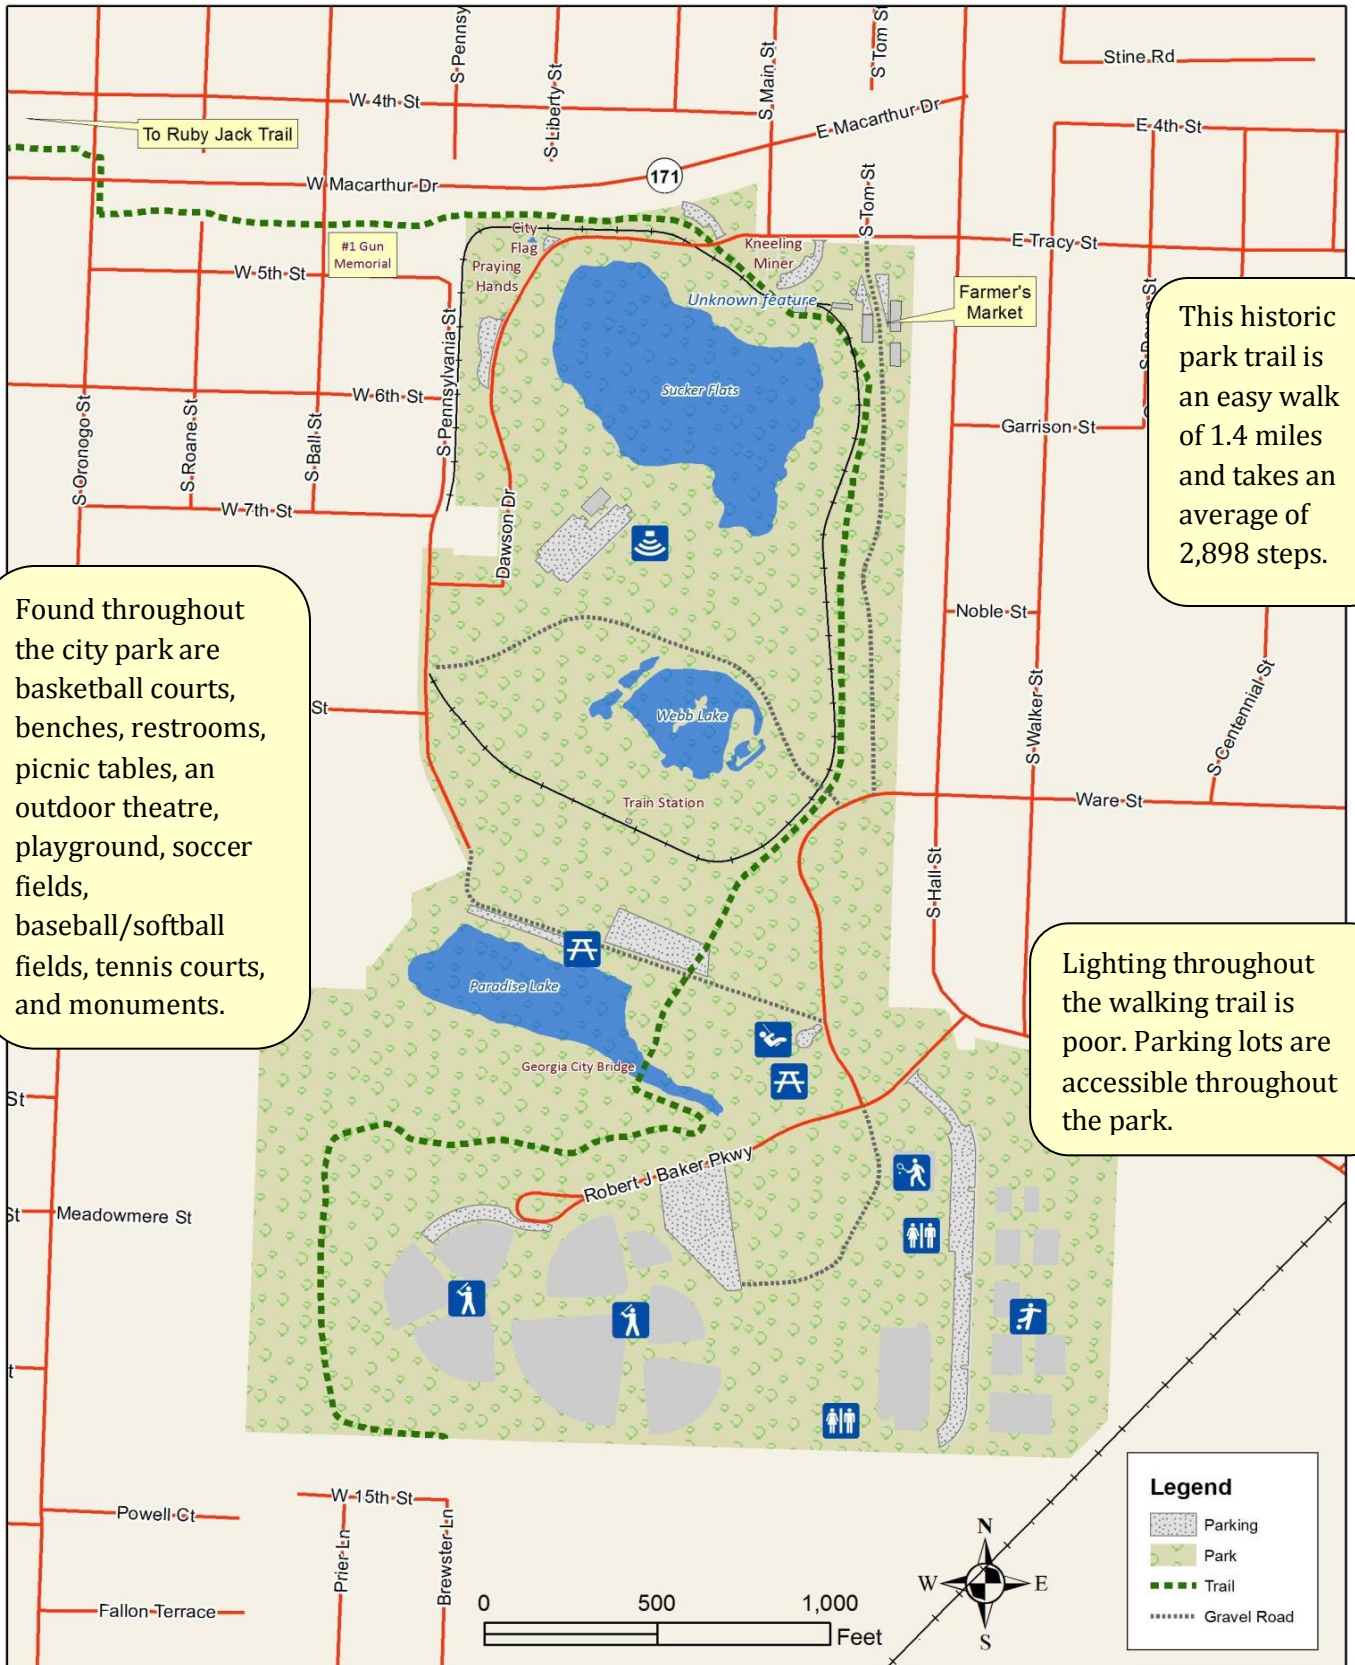 S Pennsy
S Liberty St
S Main St
S Tom St
Stine Rd
W 4th St
To Ruby Jack Trail
E Macarthur Dr
E 4th St
W Macarthur Dr
171
S Tom St
#1 Gun
Memorial
City
Flag
Kneeling
Miner
E Tracy St
W 5th St
Praying
Hands
Unknown feature
Farmer's
Market
This historic
park trail is
an easy walk
of 1.4 miles
and takes an
average of
2,898 steps.
S Pennsylvania St
W 6th St
Sucker Flats
S Oronogo St
S Roane St
S Ball St
Garrison St
W 7th St
Dawson Dr
Found throughout
the city park are
basketball courts,
benches, restrooms,
picnic tables, an
outdoor theatre,
playground, soccer
fields,
baseball/softball
fields, tennis courts,
and monuments.
Noble St
St
Webb Lake
S Walker St
S Centennial St
Train Station
Ware St
S Hall St
Paradise Lake
Lighting throughout
the walking trail is
poor. Parking lots are
accessible throughout
the park.
Georgia City Bridge
St
Robert J Baker Pkwy
St
Meadowmere St
t
Legend
Parking
Park
Trail
Gravel Road
W 15th St
Powell Ct
Prier Ln
Brewster Ln
Fallon Terrace
N
W
E
S
0
500
1,000
Feet